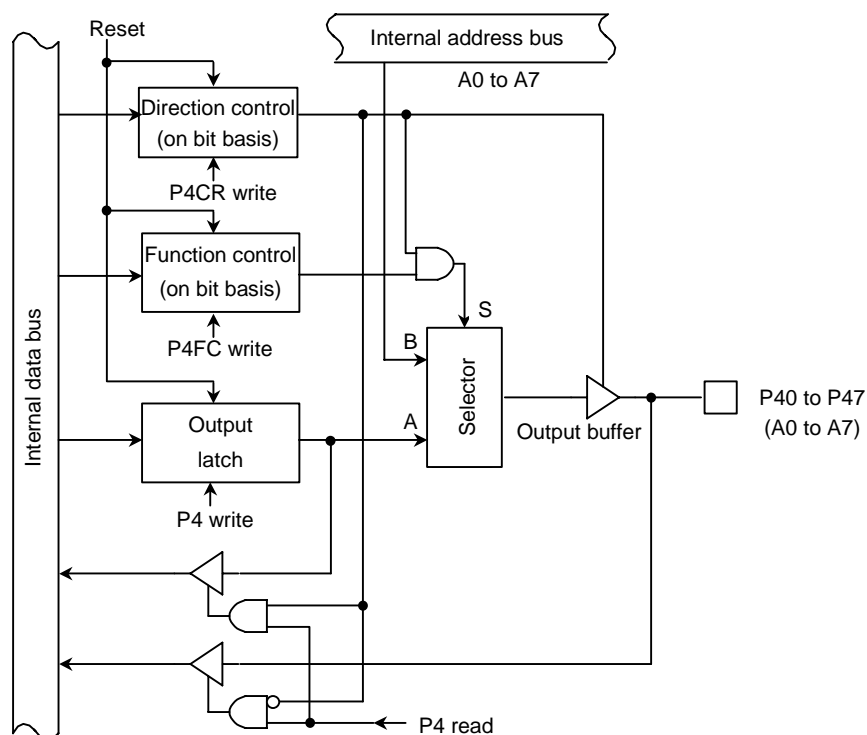 Reset
Internal address bus
A0 to A7
Direction control
(on bit basis)
P4CR write
Function control
(on bit basis)
P4FC write
Internal data bus
S
B
A
Selector
Output buffer
P40 to P47
(A0 to A7)
Output
latch
P4 write
P4 read